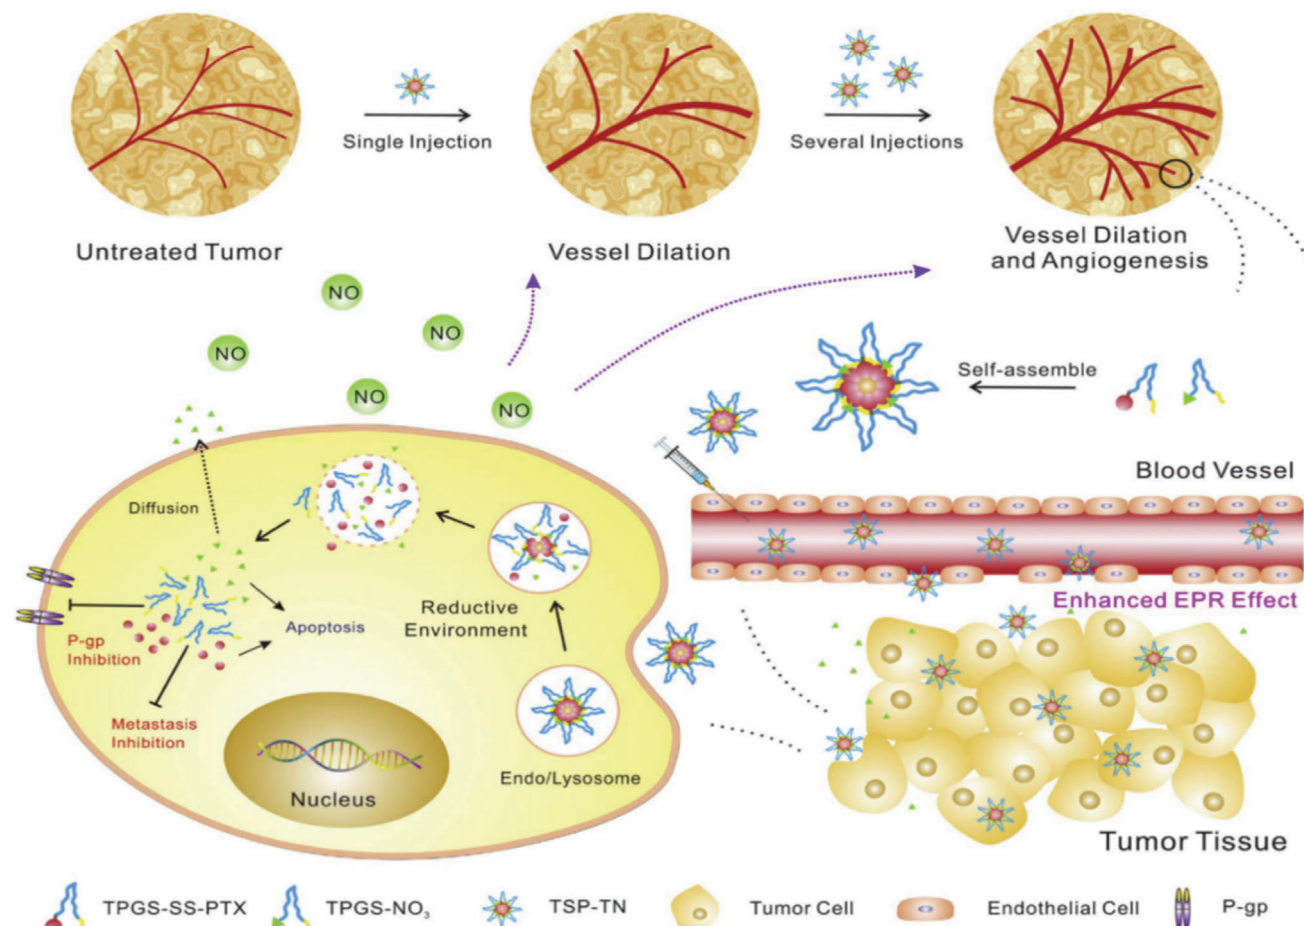 Single Injection
Several Injections
Untreated Tumor
Vessel Dilation
Vessel Dilation
and Angiogenesis
NO
NO
NO
NO
NO
Self-assemble
Blood Vessel
Diffusion
Reductive
Environment
Apoptosis
P-gp
Inhibition
Metastasis
Inhibition
Enhanced EPR Effect
Endo/Lysosome
Nucleus
Tumor Tissue
TPGS-SS-PTX
TPGS-NO₃
TSP-TN
Tumor Cell
Endothelial Cell
P-gp